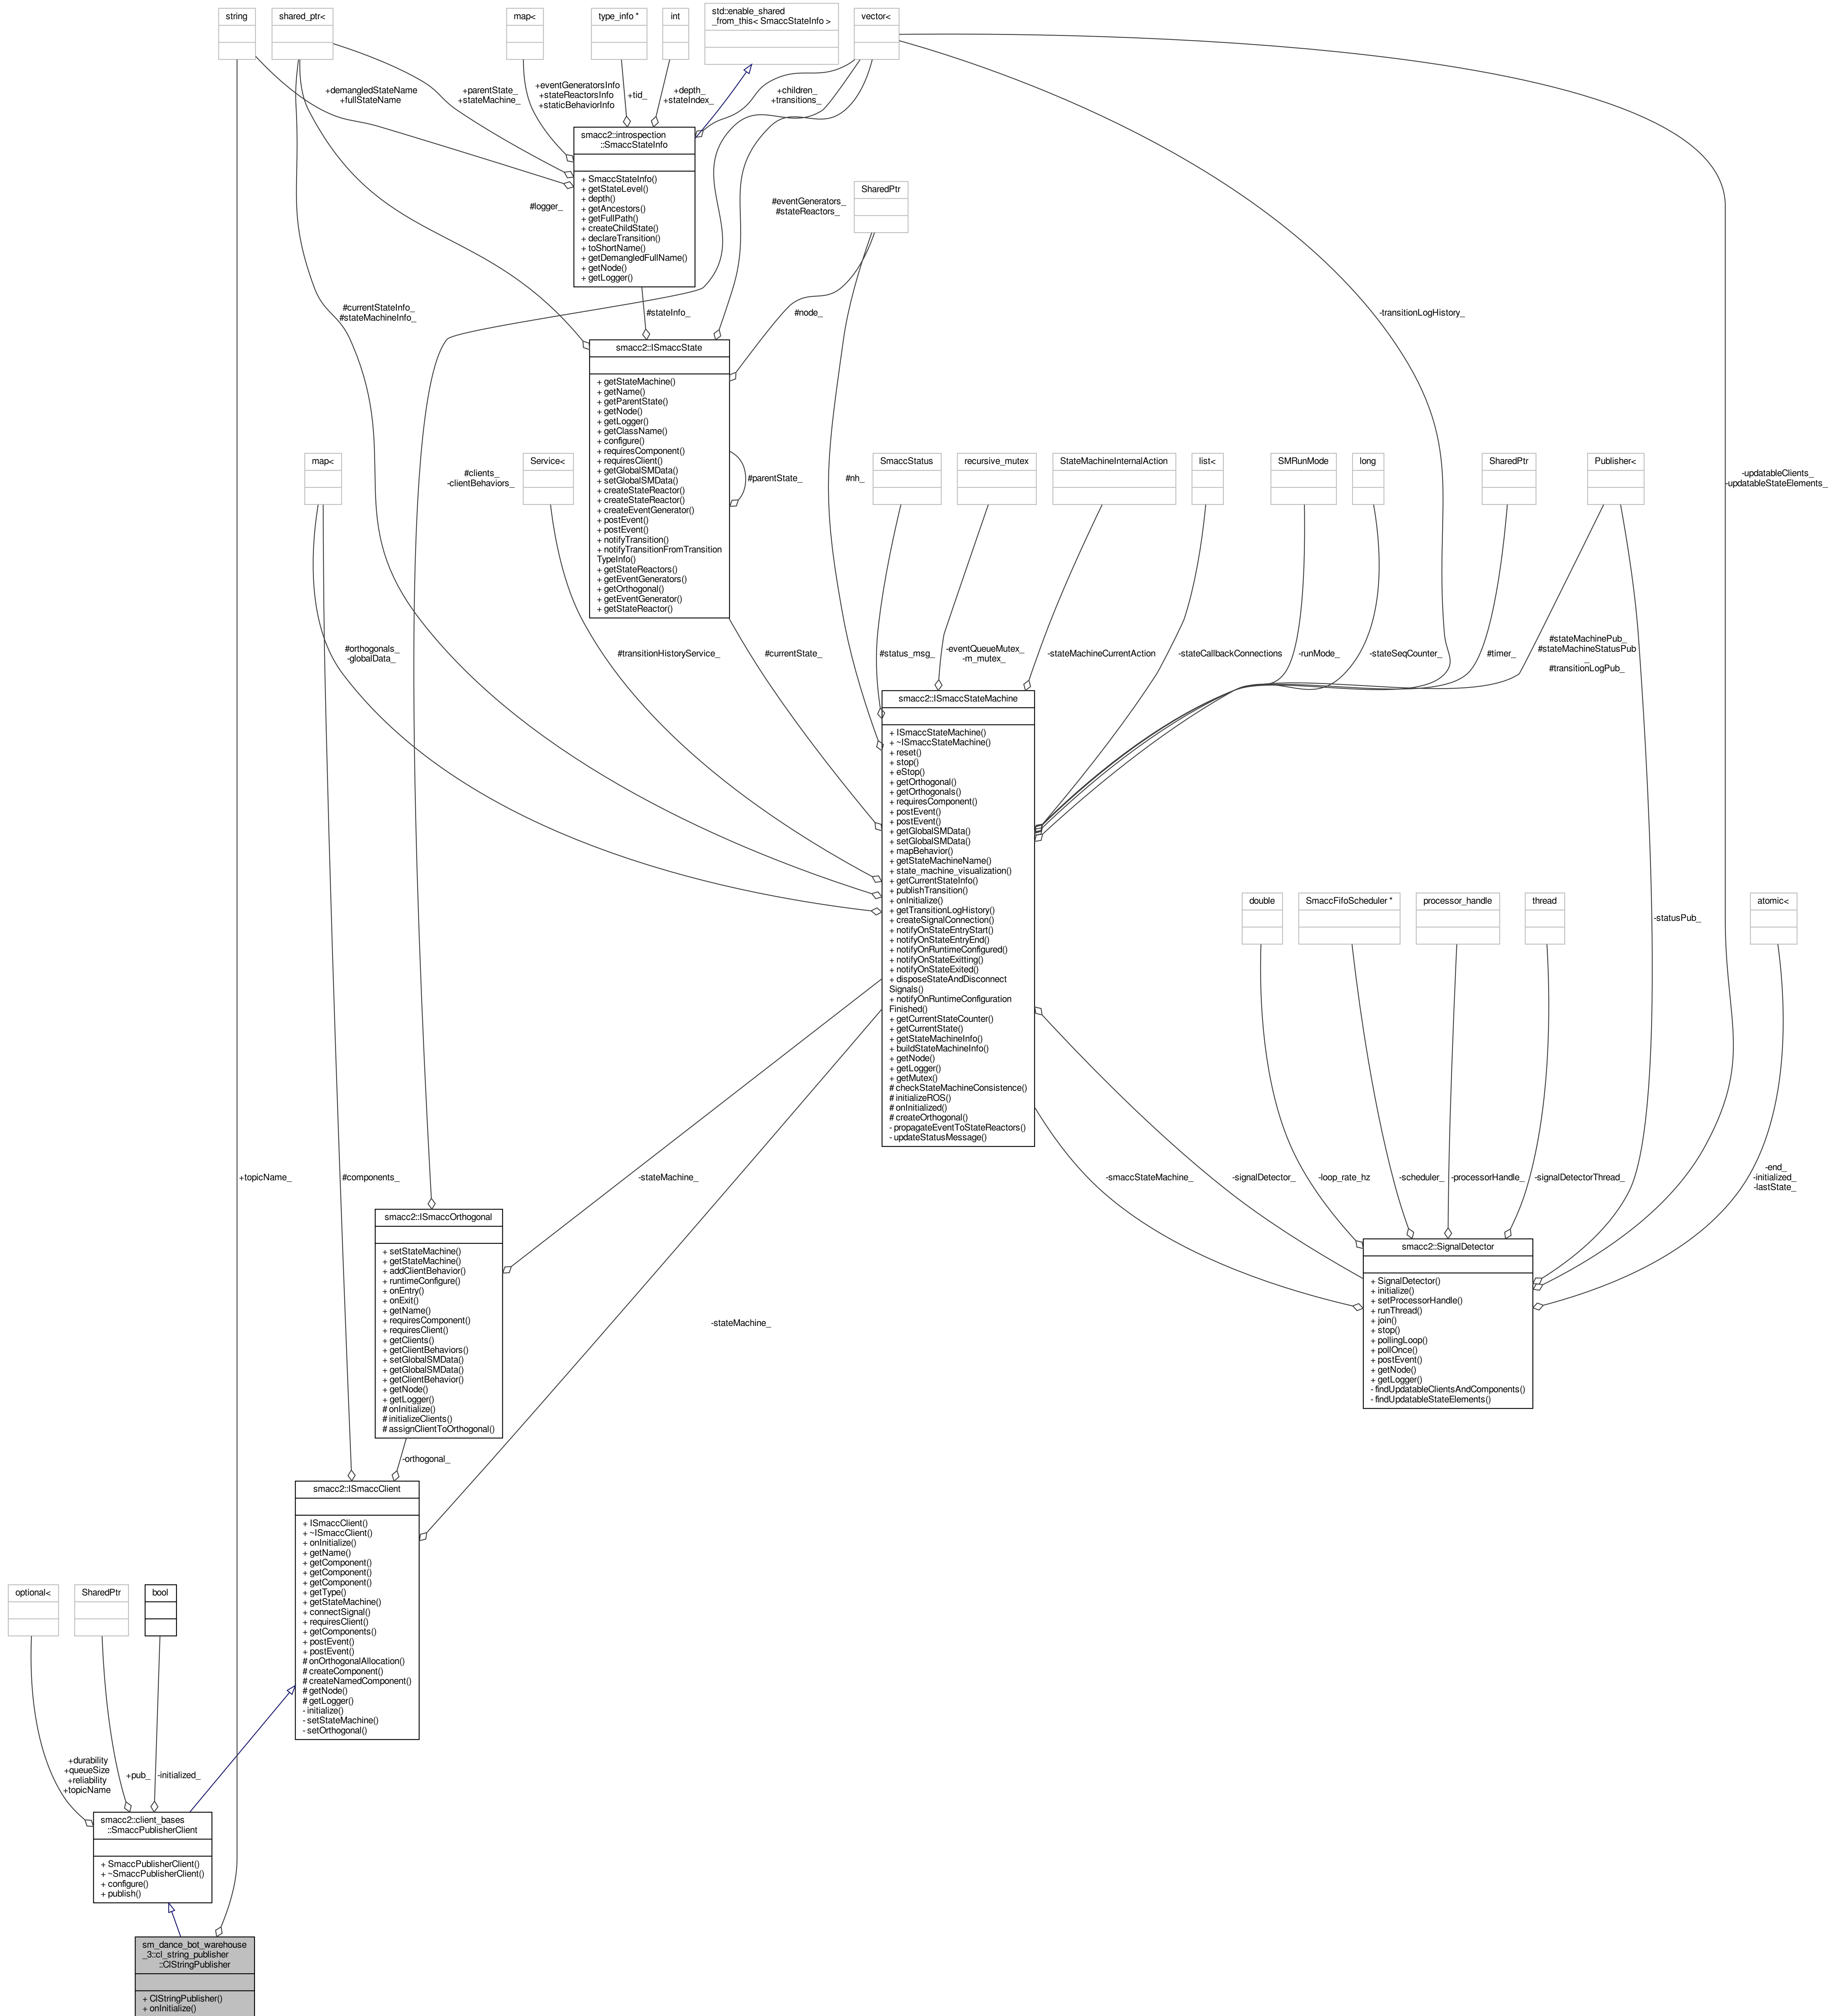 string
shared_ptr<
map<
type_info *
int
std::enable_shared
_from_this< SmaccStateInfo >
vector<
+demangledStateName
+fullStateName
+parentState_
+stateMachine_
+eventGeneratorsInfo
+stateReactorsInfo
+staticBehaviorInfo
+tid_
+depth_
+stateIndex_
+children_
+transitions_
smacc2::introspection
::SmaccStateInfo
+ SmaccStateInfo()
+ getStateLevel()
+ depth()
+ getAncestors()
+ getFullPath()
+ createChildState()
+ declareTransition()
+ toShortName()
+ getDemangledFullName()
+ getNode()
+ getLogger()
SharedPtr
#logger_
#eventGenerators_
#stateReactors_
#currentStateInfo_
#stateMachineInfo_
#stateInfo_
#node_
-transitionLogHistory_
smacc2::ISmaccState
+ getStateMachine()
+ getName()
+ getParentState()
+ getNode()
+ getLogger()
+ getClassName()
+ configure()
+ requiresComponent()
+ requiresClient()
+ getGlobalSMData()
+ setGlobalSMData()
+ createStateReactor()
+ createStateReactor()
+ createEventGenerator()
+ postEvent()
+ postEvent()
+ notifyTransition()
+ notifyTransitionFromTransition
TypeInfo()
+ getStateReactors()
+ getEventGenerators()
+ getOrthogonal()
+ getEventGenerator()
+ getStateReactor()
map<
#clients_
-clientBehaviors_
Service<
#parentState_
#nh_
SmaccStatus
recursive_mutex
StateMachineInternalAction
list<
SMRunMode
long
SharedPtr
Publisher<
-updatableClients_
-updatableStateElements_
#orthogonals_
-globalData_
#transitionHistoryService_
#currentState_
#status_msg_
-eventQueueMutex_
-m_mutex_
-stateMachineCurrentAction
-stateCallbackConnections
-runMode_
-stateSeqCounter_
#timer_
#stateMachinePub_
#stateMachineStatusPub
_
#transitionLogPub_
smacc2::ISmaccStateMachine
+ ISmaccStateMachine()
+ ~ISmaccStateMachine()
+ reset()
+ stop()
+ eStop()
+ getOrthogonal()
+ getOrthogonals()
+ requiresComponent()
+ postEvent()
+ postEvent()
+ getGlobalSMData()
+ setGlobalSMData()
+ mapBehavior()
+ getStateMachineName()
+ state_machine_visualization()
+ getCurrentStateInfo()
+ publishTransition()
+ onInitialize()
+ getTransitionLogHistory()
+ createSignalConnection()
+ notifyOnStateEntryStart()
+ notifyOnStateEntryEnd()
+ notifyOnRuntimeConfigured()
+ notifyOnStateExitting()
+ notifyOnStateExited()
+ disposeStateAndDisconnect
Signals()
+ notifyOnRuntimeConfiguration
Finished()
+ getCurrentStateCounter()
+ getCurrentState()
+ getStateMachineInfo()
+ buildStateMachineInfo()
+ getNode()
+ getLogger()
+ getMutex()
# checkStateMachineConsistence()
# initializeROS()
# onInitialized()
# createOrthogonal()
- propagateEventToStateReactors()
- updateStatusMessage()
double
SmaccFifoScheduler *
processor_handle
thread
-statusPub_
atomic<
+topicName_
#components_
-stateMachine_
-smaccStateMachine_
-signalDetector_
-loop_rate_hz
-scheduler_
-processorHandle_
-signalDetectorThread_
-end_
-initialized_
-lastState_
smacc2::ISmaccOrthogonal
+ setStateMachine()
+ getStateMachine()
+ addClientBehavior()
+ runtimeConfigure()
+ onEntry()
+ onExit()
+ getName()
+ requiresComponent()
+ requiresClient()
+ getClients()
+ getClientBehaviors()
+ setGlobalSMData()
+ getGlobalSMData()
+ getClientBehavior()
+ getNode()
+ getLogger()
# onInitialize()
# initializeClients()
# assignClientToOrthogonal()
smacc2::SignalDetector
+ SignalDetector()
+ initialize()
+ setProcessorHandle()
+ runThread()
+ join()
+ stop()
+ pollingLoop()
+ pollOnce()
+ postEvent()
+ getNode()
+ getLogger()
- findUpdatableClientsAndComponents()
- findUpdatableStateElements()
-stateMachine_
-orthogonal_
smacc2::ISmaccClient
+ ISmaccClient()
+ ~ISmaccClient()
+ onInitialize()
+ getName()
+ getComponent()
+ getComponent()
+ getComponent()
+ getType()
+ getStateMachine()
+ connectSignal()
+ requiresClient()
+ getComponents()
+ postEvent()
+ postEvent()
# onOrthogonalAllocation()
# createComponent()
# createNamedComponent()
# getNode()
# getLogger()
- initialize()
- setStateMachine()
- setOrthogonal()
optional<
SharedPtr
bool
+durability
+queueSize
+reliability
+topicName
+pub_
-initialized_
smacc2::client_bases
::SmaccPublisherClient
+ SmaccPublisherClient()
+ ~SmaccPublisherClient()
+ configure()
+ publish()
sm_dance_bot_warehouse
_3::cl_string_publisher
::ClStringPublisher
+ ClStringPublisher()
+ onInitialize()